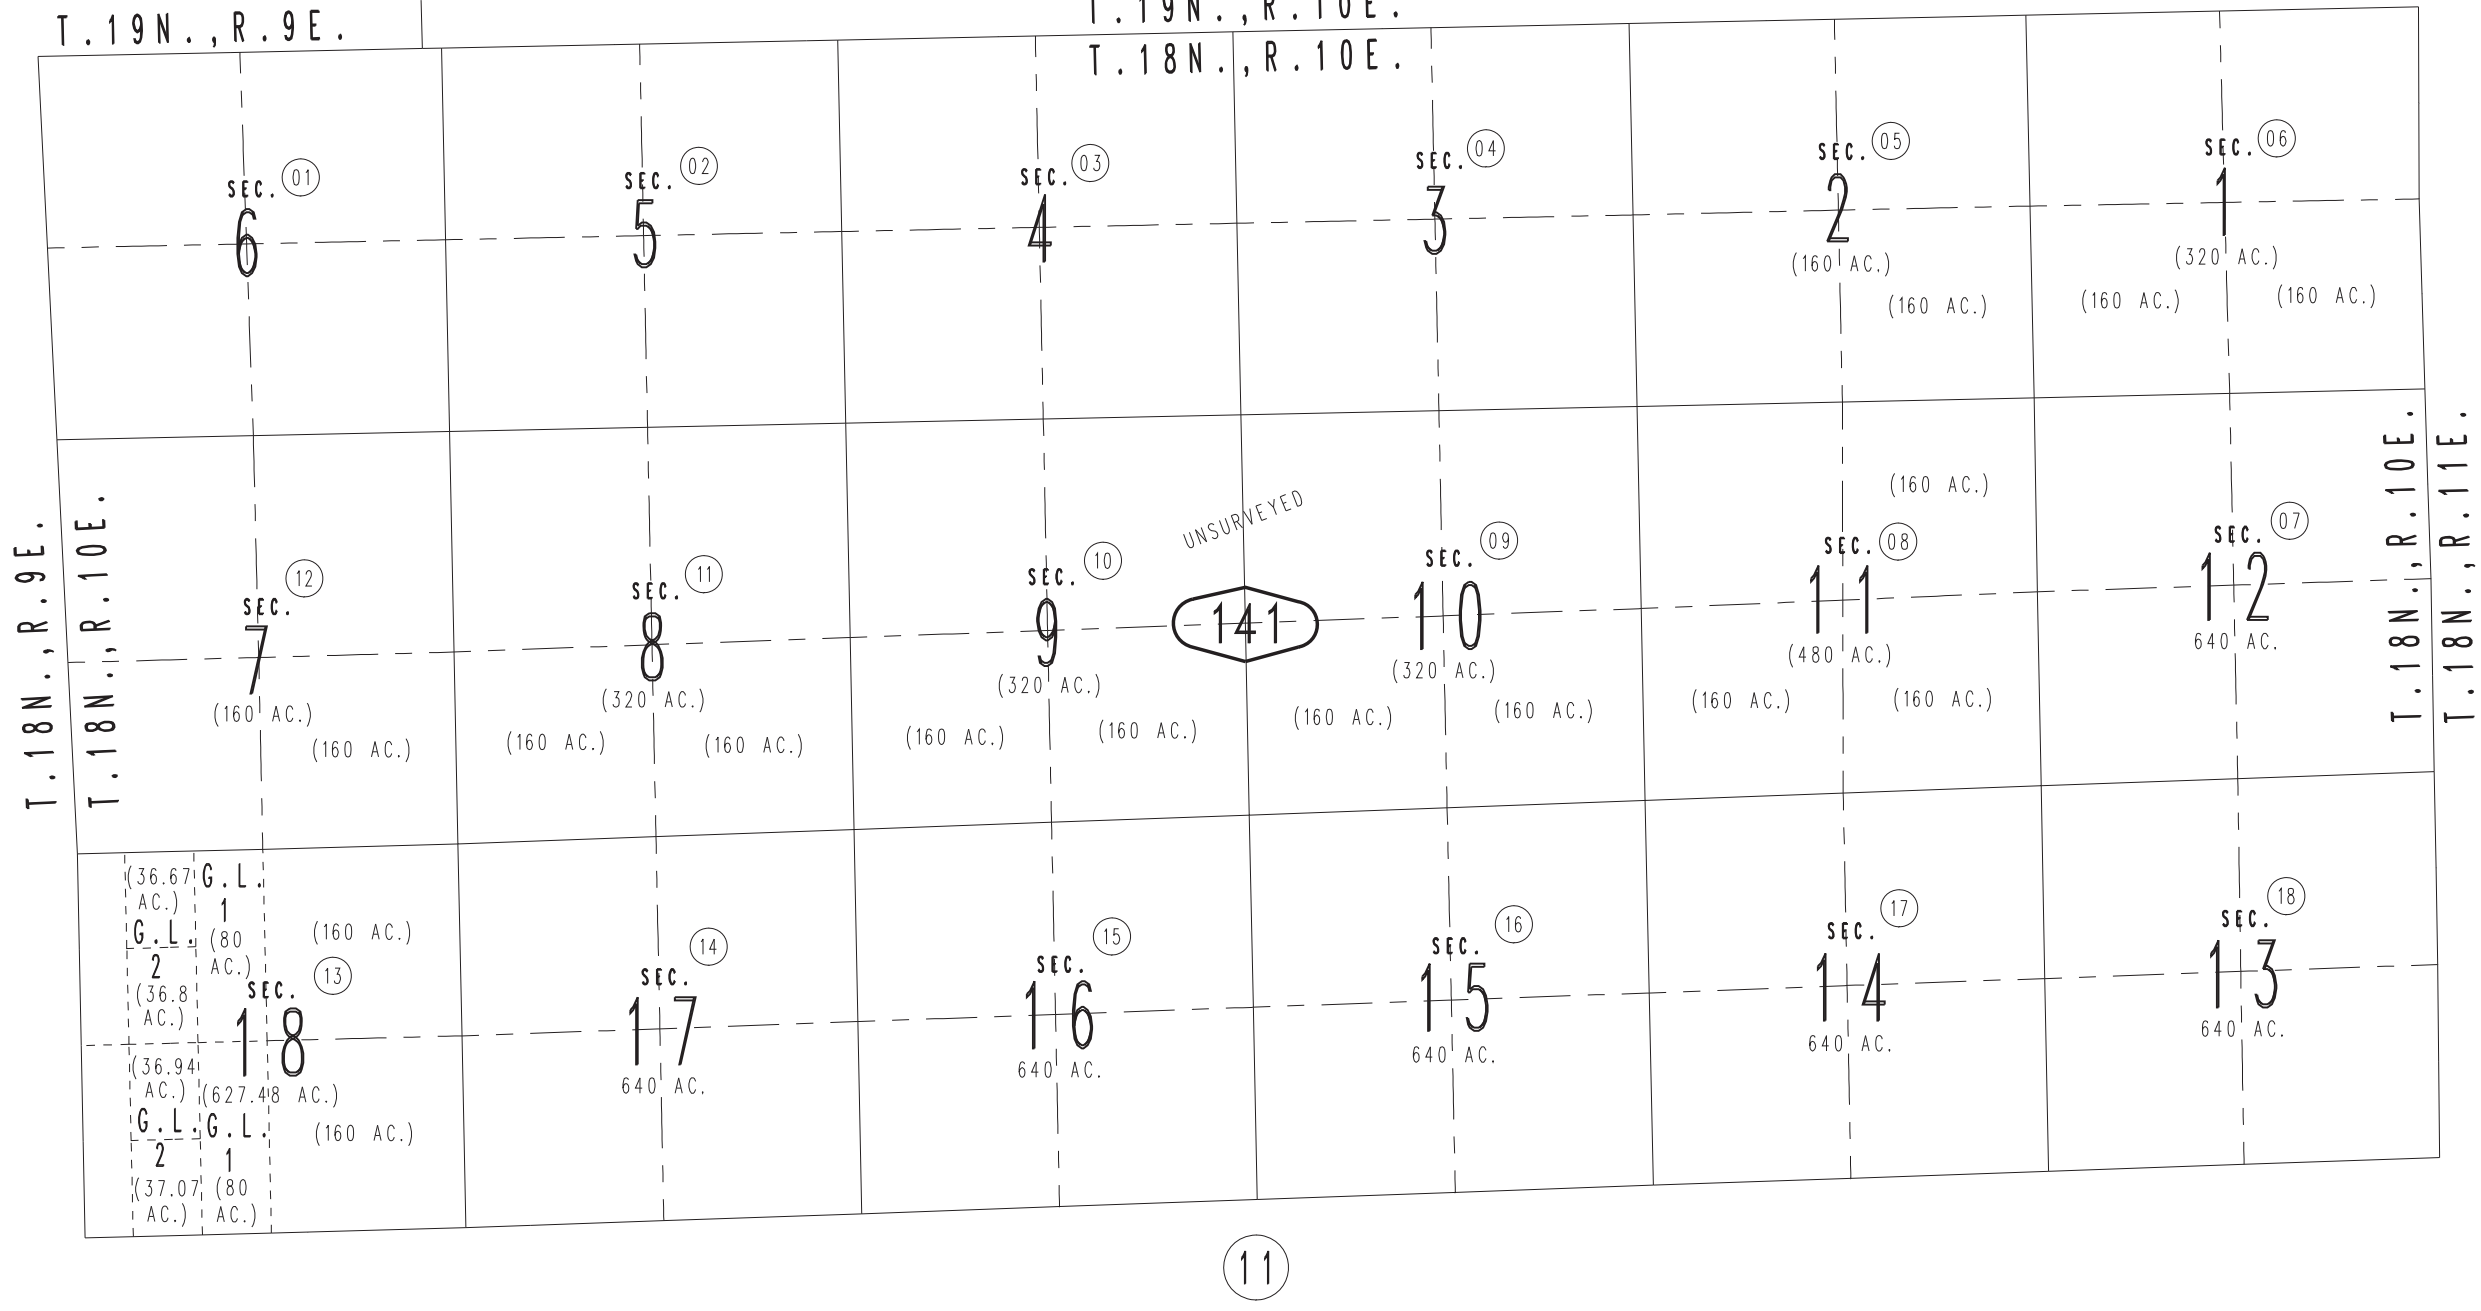 T.19N.,R.9E.
T.19N.,R.10E.
T.18N.,R.10E.
SEC. 01
6
SEC. 02
5
SEC. 03
4
SEC. 04
3
SEC. 05
2
(160 AC.)
(160 AC.)
SEC. 06
1
(320 AC.)
(160 AC.)
(160 AC.)
T.18N.,R.9E.
T.18N.,R.10E.
SEC. 12
7
(160 AC.)
(160 AC.)
SEC. 11
8
(320 AC.)
(160 AC.)
(160 AC.)
SEC. 10
9
(320 AC.)
(160 AC.)
(160 AC.)
UNSURVEYED
141
SEC. 09
10
(320 AC.)
(160 AC.)
(160 AC.)
(160 AC.)
SEC. 08
11
(480 AC.)
(160 AC.)
(160 AC.)
SEC. 07
12
640 AC.
T.18N.,R.10E.
T.18N.,R.11E.
(36.67
AC.)
G.L.
2
(36.8
AC.)
G.L.
1
(80
AC.)
(160 AC.)
SEC. 13
18
(627.48 AC.)
(36.94
AC.)
G.L.
2
(37.07
AC.)
G.L.
1
(80
AC.)
(160 AC.)
SEC. 14
17
640 AC.
SEC. 15
16
640 AC.
SEC. 16
15
640 AC.
SEC. 17
14
640 AC.
SEC. 18
13
640 AC.
11